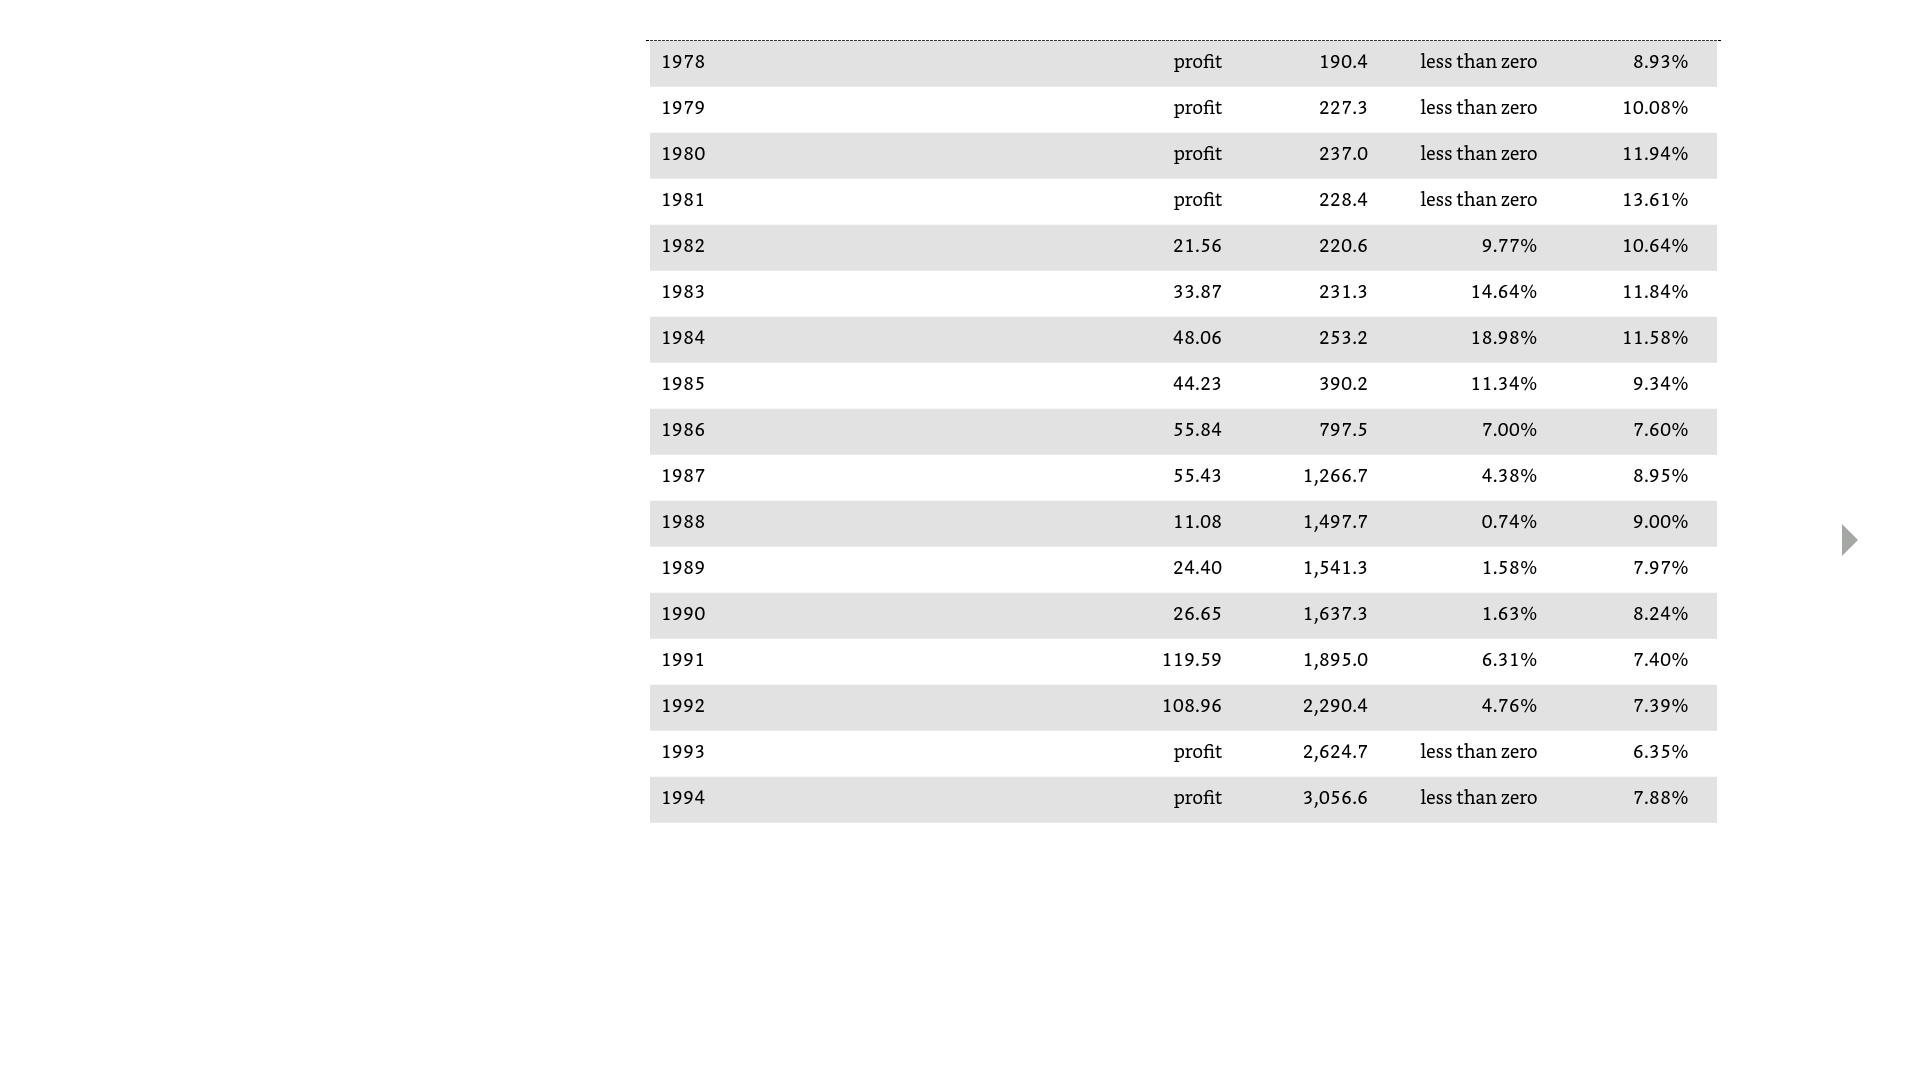 1978 profit 190.4 less than zero 8.93%
1979 profit 227.3 less than zero 10.08%
1980 profit 237.0 less than zero 11.94%
1981 profit 228.4 less than zero 13.61%
1982 21.56 220.6 9.77% 10.64%
1983 33.87 231.3 14.64% 11.84%
1984 48.06 253.2 18.98% 11.58%
1985 44.23 390.2 11.34% 9.34%
1986 55.84 797.5 7.00% 7.60%
1987 55.43 1,266.7 4.38% 8.95%
1988 11.08 1,497.7 0.74% 9.00%
1989 24.40 1,541.3 1.58% 7.97%
1990 26.65 1,637.3 1.63% 8.24%
1991 119.59 1,895.0 6.31% 7.40%
1992 108.96 2,290.4 4.76% 7.39%
1993 profit 2,624.7 less than zero 6.35%
1994 profit 3,056.6 less than zero 7.88%